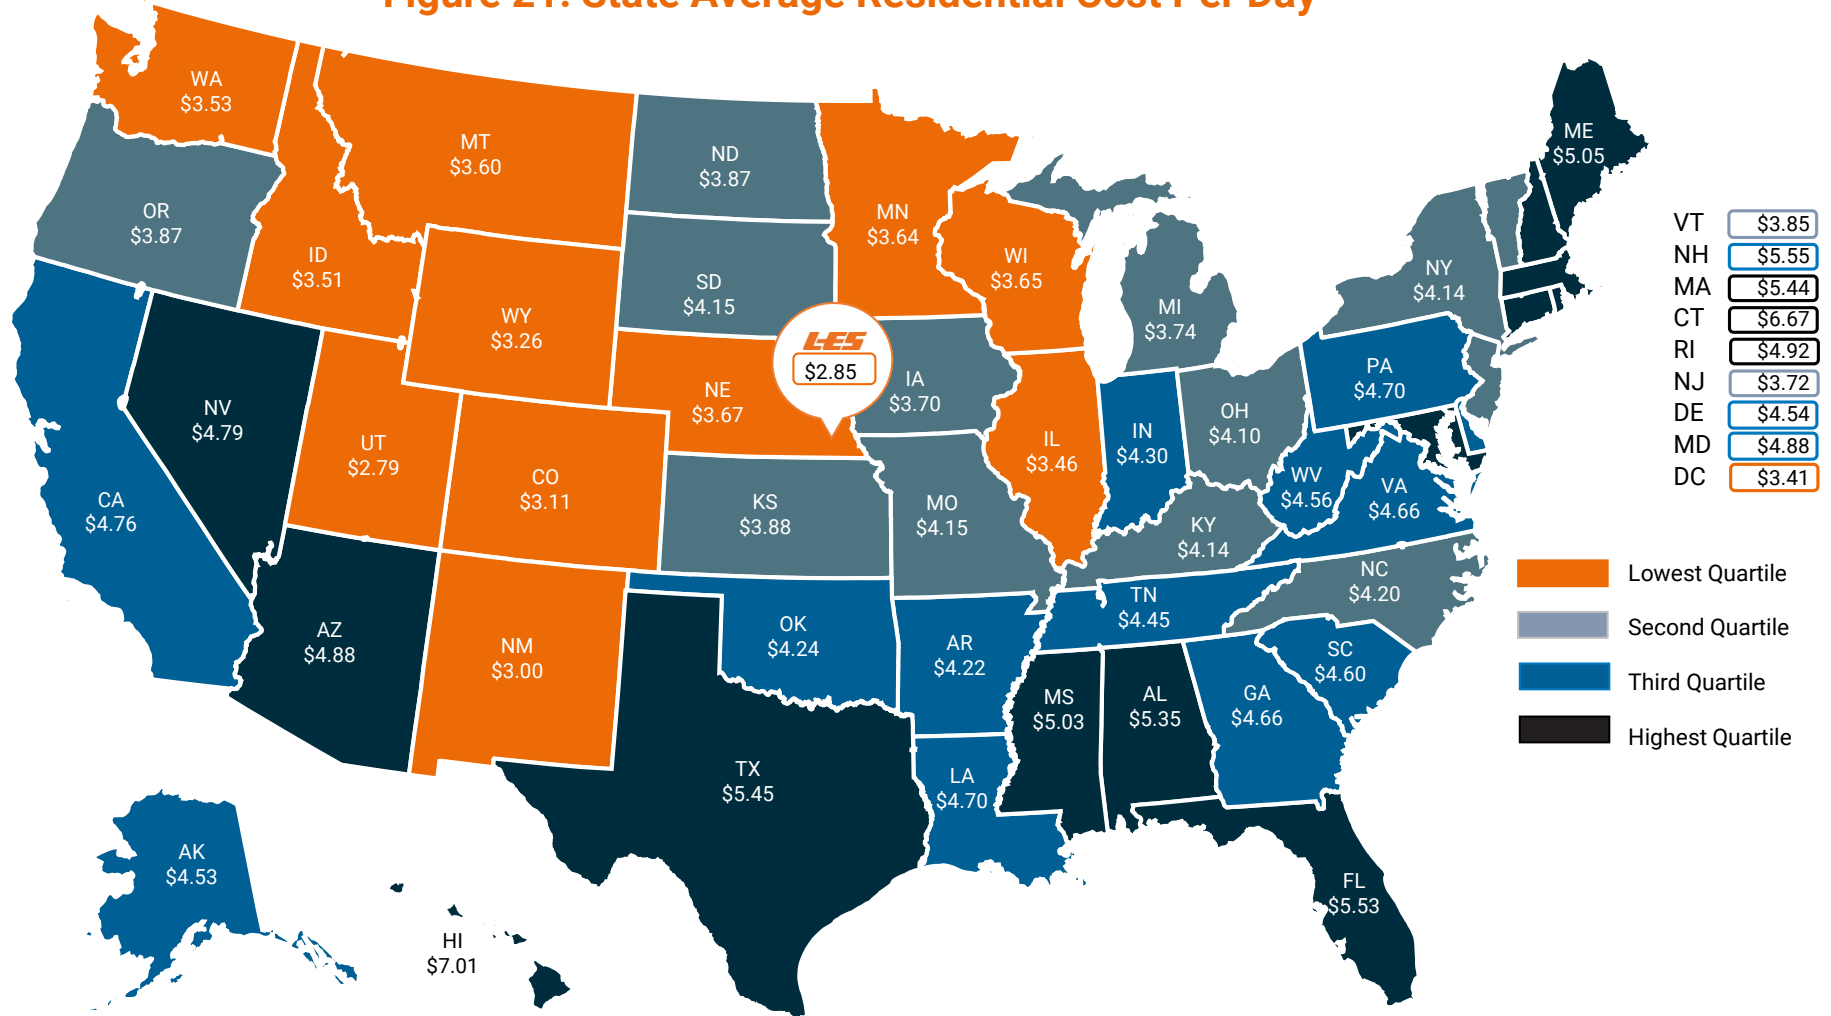 Figure 21: State Average Residential Cost Per Day
WA
$3.53
MT
$3.60
ND
$3.87
MN
$3.64
ME
$5.05
OR
$3.87
ID
$3.51
WY
$3.26
SD
$4.15
WI
$3.65
MI
$3.74
NY
$4.14
VT $3.85
NH $5.55
MA $5.44
CT $6.67
RI $4.92
NJ $3.72
DE $4.54
MD $4.88
DC $3.41
LES
$2.85
NV
$4.79
UT
$2.79
CO
$3.11
NE
$3.67
IA
$3.70
IL
$3.46
IN
$4.30
OH
$4.10
PA
$4.70
CA
$4.76
KS
$3.88
MO
$4.15
KY
$4.14
WV
$4.56
VA
$4.66
AZ
$4.88
NM
$3.00
OK
$4.24
AR
$4.22
TN
$4.45
NC
$4.20
SC
$4.60
TX
$5.45
LA
$4.70
MS
$5.03
AL
$5.35
GA
$4.66
FL
$5.53
AK
$4.53
HI
$7.01
Lowest Quartile
Second Quartile
Third Quartile
Highest Quartile